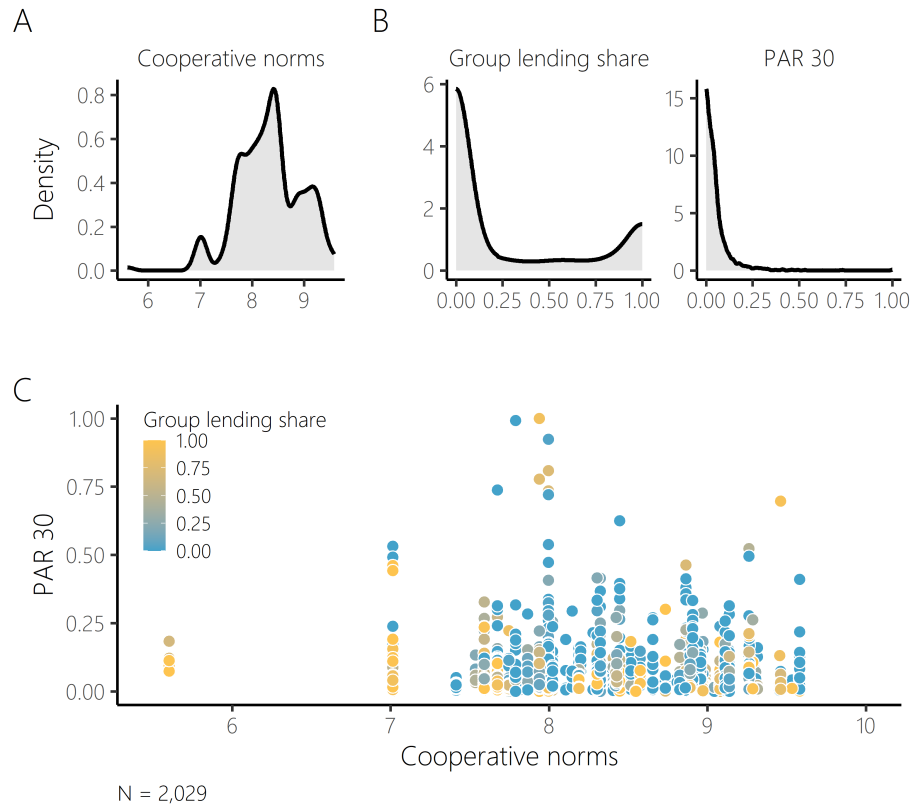 A
B
Cooperative norms
Group lending share
PAR 30
Density
0.8
0.6
0.4
0.2
0.0
6 7 8 9
6
4
2
0
0.00 0.25 0.50 0.75 1.00
15
10
5
0
0.00 0.25 0.50 0.75 1.00
C
Group lending share
1.00
0.75
0.50
0.25
0.00
PAR 30
1.00
0.75
0.50
0.25
0.00
6 7 8 9 10
Cooperative norms
N = 2,029